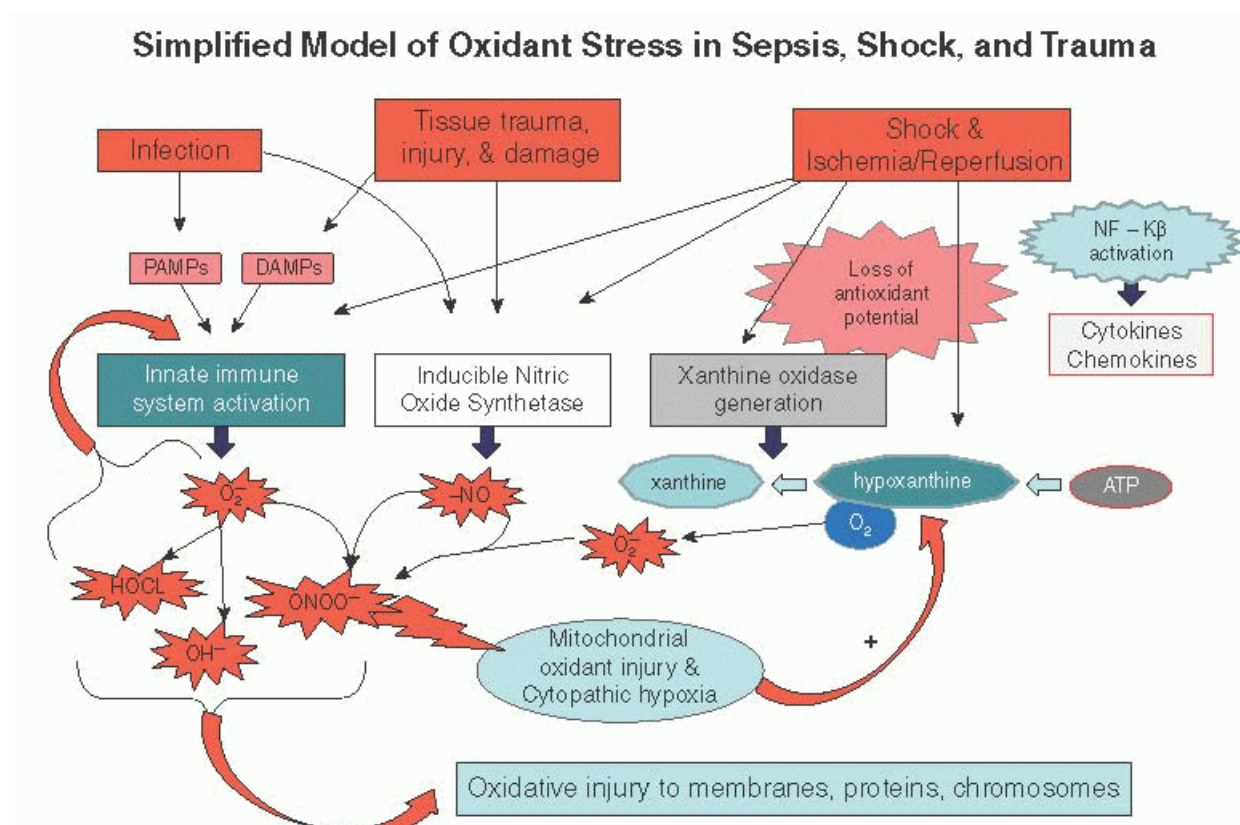 Simplified Model of Oxidant Stress in Sepsis, Shock, and Trauma
Infection
Tissue trauma,
injury, & damage
Shock &
Ischemia/Reperfusion
PAMPs
DAMPs
Loss of
antioxidant
potential
NF – Kβ
activation
Cytokines
Chemokines
Innate immune
system activation
Inducible Nitric
Oxide Synthetase
Xanthine oxidase
generation
O₂⁻
–NO
xanthine
hypoxanthine
ATP
O₂
O₂⁻
HOCL
ONOO⁻
OH⁻
Mitochondrial
oxidant injury &
Cytopathic hypoxia
+
Oxidative injury to membranes, proteins, chromosomes